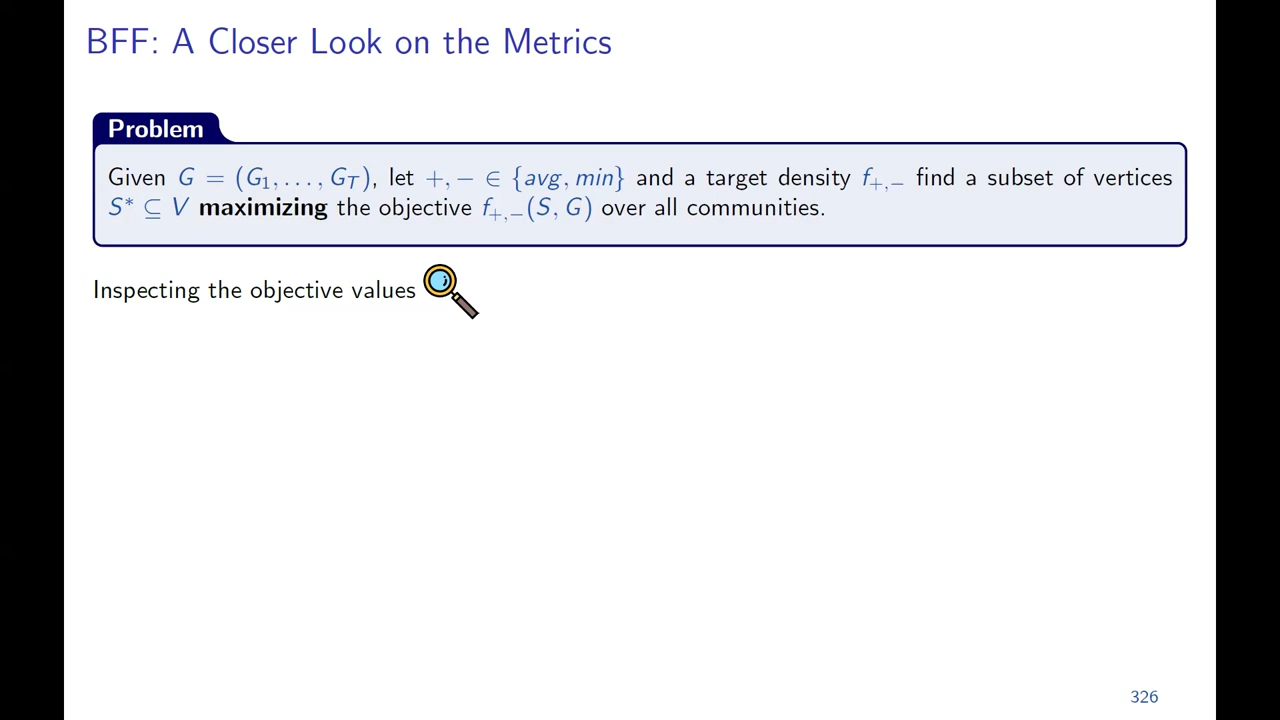 BFF: A Closer Look on the Metrics
Problem
Given G = (G₁, . . . , G_T), let +, − ∈ {avg, min} and a target density f₊,₋ find a subset of vertices
S* ⊆ V maximizing the objective f₊,₋(S, G) over all communities.
Inspecting the objective values
326